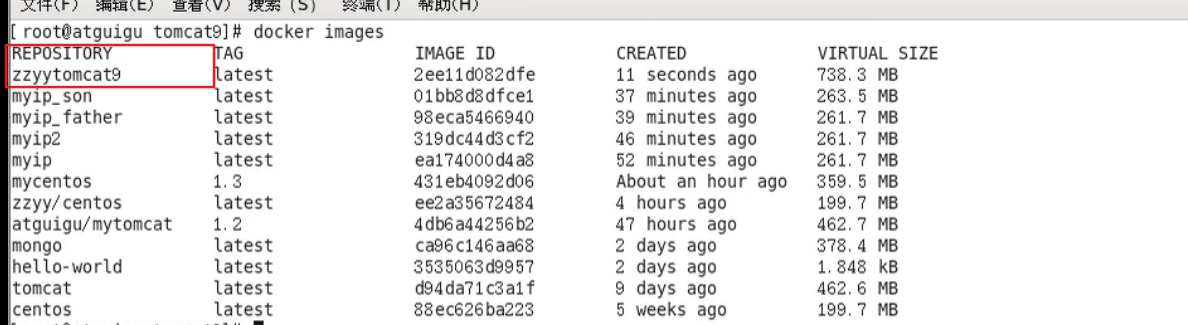 文件(F) 编辑(E) 查看(V) 搜索 (S) 终端(T) 帮助(H)
[root@atguigu tomcat9]# docker images
REPOSITORY TAG IMAGE ID CREATED VIRTUAL SIZE
zzyytomcat9 latest 2ee11d082dfe 11 seconds ago 738.3 MB
myip_son latest 01bb8d8dfce1 37 minutes ago 263.5 MB
myip_father latest 98eca5466940 39 minutes ago 261.7 MB
myip2 latest 319dc44d3cf2 46 minutes ago 261.7 MB
myip latest ea174000d4a8 52 minutes ago 261.7 MB
mycentos 1.3 431eb4092d06 About an hour ago 359.5 MB
zzyy/centos latest ee2a35672484 4 hours ago 199.7 MB
atguigu/mytomcat 1.2 4db6a44256b2 47 hours ago 462.7 MB
mongo latest ca96c146aa68 2 days ago 378.4 MB
hello-world latest 3535063d9957 2 days ago 1.848 kB
tomcat latest d94da71c3a1f 9 days ago 462.6 MB
centos latest 88ec626ba223 5 weeks ago 199.7 MB